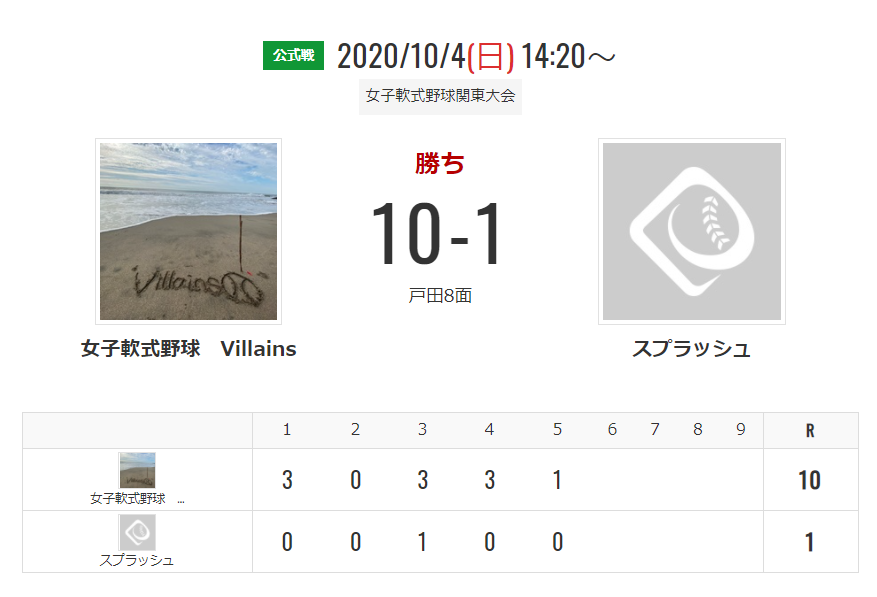 公式戦 2020/10/4(日) 14:20～
女子軟式野球関東大会
勝ち
10-1
戸田8面
Villains
女子軟式野球　Villains
スプラッシュ
1 2 3 4 5 6 7 8 9 R
女子軟式野球　...
3 0 3 3 1 10
スプラッシュ
0 0 1 0 0 1